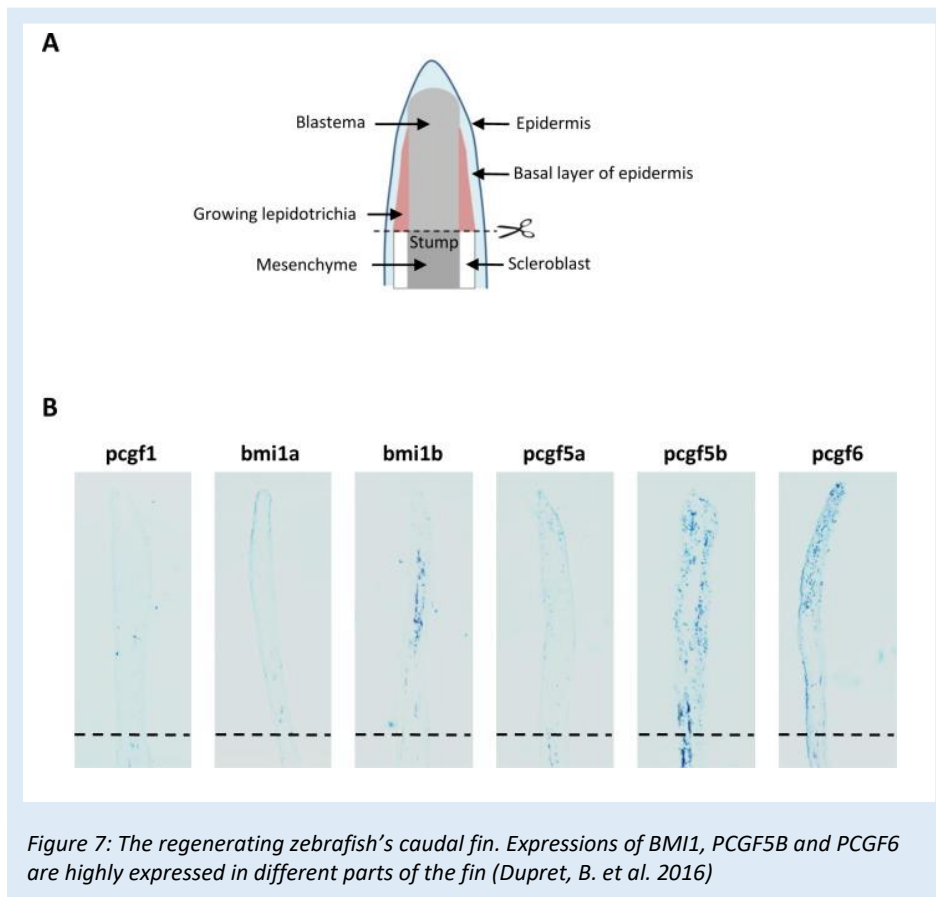 A
Blastema
Epidermis
Basal layer of epidermis
Growing lepidotrichia
Stump
Mesenchyme
Scleroblast
B
pcgf1 bmi1a bmi1b pcgf5a pcgf5b pcgf6
Figure 7: The regenerating zebrafish’s caudal fin. Expressions of BMI1, PCGF5B and PCGF6
are highly expressed in different parts of the fin (Dupret, B. et al. 2016)